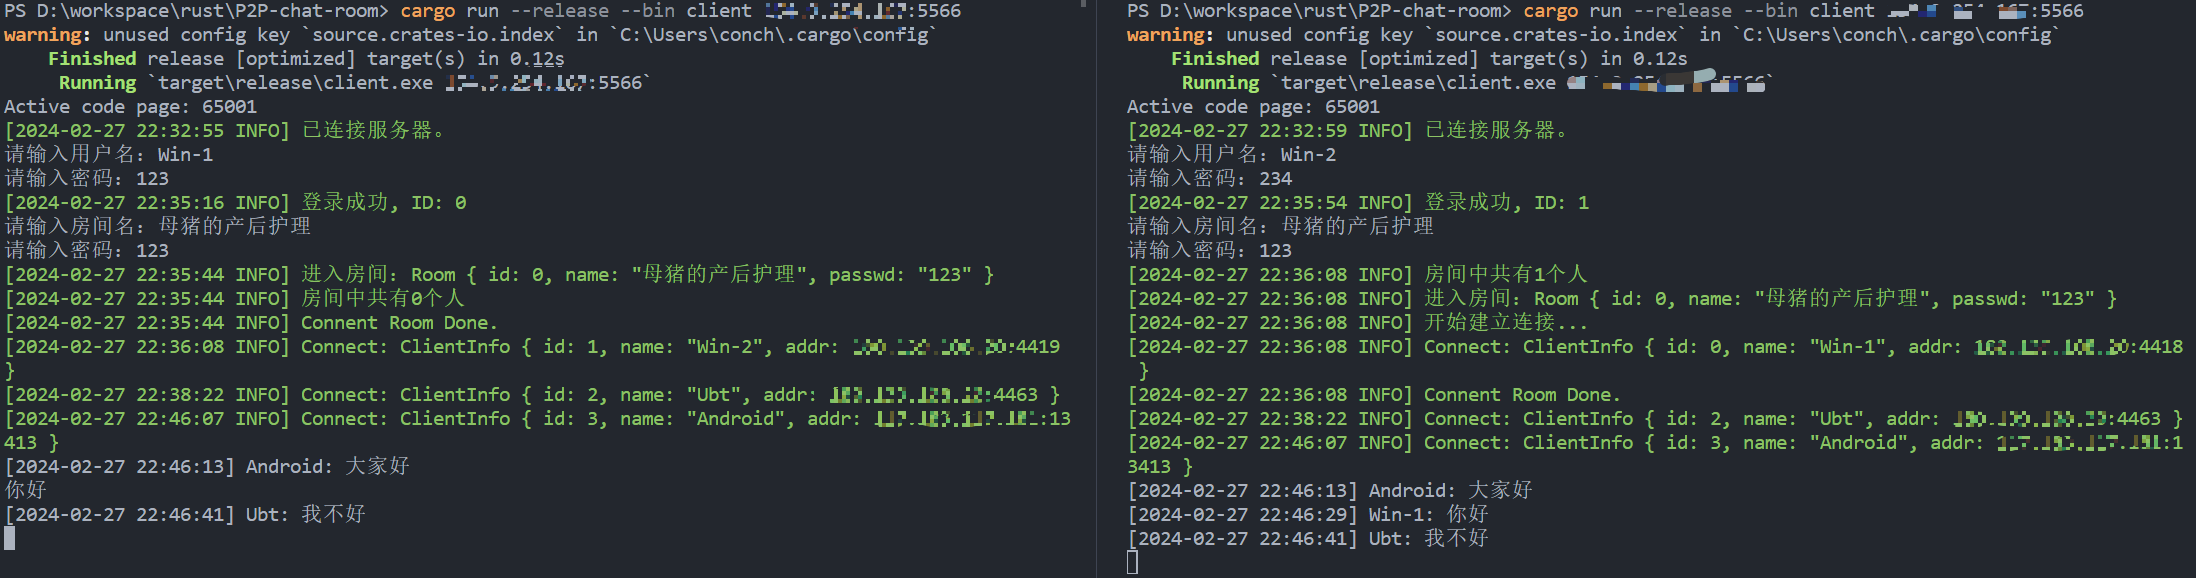 PS D:\workspace\rust\P2P-chat-room> cargo run --release --bin client :5566
warning: unused config key `source.crates-io.index` in `C:\Users\conch\.cargo\config`
Finished release [optimized] target(s) in 0.12s
Running `target\release\client.exe :5566`
Active code page: 65001
[2024-02-27 22:32:55 INFO] 已连接服务器。
请输入用户名：Win-1
请输入密码：123
[2024-02-27 22:35:16 INFO] 登录成功, ID: 0
请输入房间名：母猪的产后护理
请输入密码：123
[2024-02-27 22:35:44 INFO] 进入房间：Room { id: 0, name: "母猪的产后护理", passwd: "123" }
[2024-02-27 22:35:44 INFO] 房间中共有0个人
[2024-02-27 22:35:44 INFO] Connent Room Done.
[2024-02-27 22:36:08 INFO] Connect: ClientInfo { id: 1, name: "Win-2", addr: :4419
}
[2024-02-27 22:38:22 INFO] Connect: ClientInfo { id: 2, name: "Ubt", addr: :4463 }
[2024-02-27 22:46:07 INFO] Connect: ClientInfo { id: 3, name: "Android", addr: :13
413 }
[2024-02-27 22:46:13] Android: 大家好
你好
[2024-02-27 22:46:41] Ubt: 我不好
PS D:\workspace\rust\P2P-chat-room> cargo run --release --bin client :5566
warning: unused config key `source.crates-io.index` in `C:\Users\conch\.cargo\config`
Finished release [optimized] target(s) in 0.12s
Running `target\release\client.exe :5566`
Active code page: 65001
[2024-02-27 22:32:59 INFO] 已连接服务器。
请输入用户名：Win-2
请输入密码：234
[2024-02-27 22:35:54 INFO] 登录成功, ID: 1
请输入房间名：母猪的产后护理
请输入密码：123
[2024-02-27 22:36:08 INFO] 房间中共有1个人
[2024-02-27 22:36:08 INFO] 进入房间：Room { id: 0, name: "母猪的产后护理", passwd: "123" }
[2024-02-27 22:36:08 INFO] 开始建立连接...
[2024-02-27 22:36:08 INFO] Connect: ClientInfo { id: 0, name: "Win-1", addr: :4418
}
[2024-02-27 22:36:08 INFO] Connent Room Done.
[2024-02-27 22:38:22 INFO] Connect: ClientInfo { id: 2, name: "Ubt", addr: :4463 }
[2024-02-27 22:46:07 INFO] Connect: ClientInfo { id: 3, name: "Android", addr: :1
3413 }
[2024-02-27 22:46:13] Android: 大家好
[2024-02-27 22:46:29] Win-1: 你好
[2024-02-27 22:46:41] Ubt: 我不好